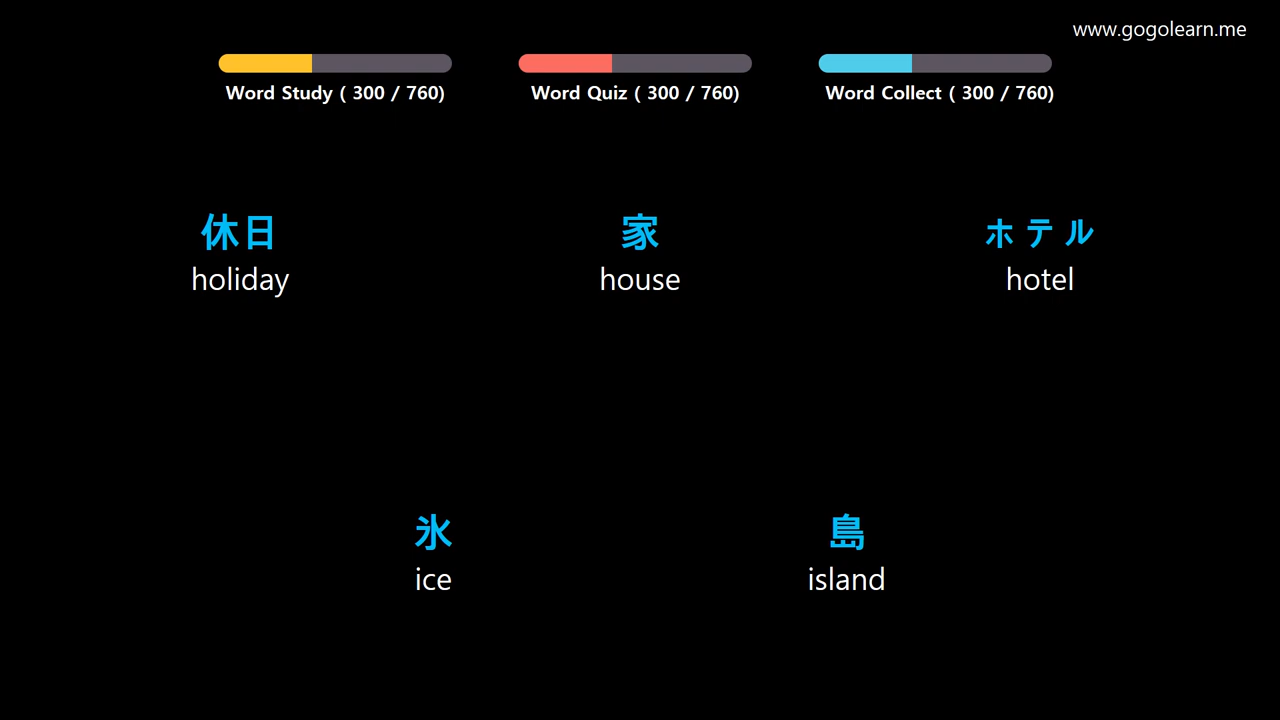 www.gogolearn.me
Word Study ( 300 / 760)
Word Quiz ( 300 / 760)
Word Collect ( 300 / 760)
休日
holiday
家
house
ホテル
hotel
氷
ice
島
island